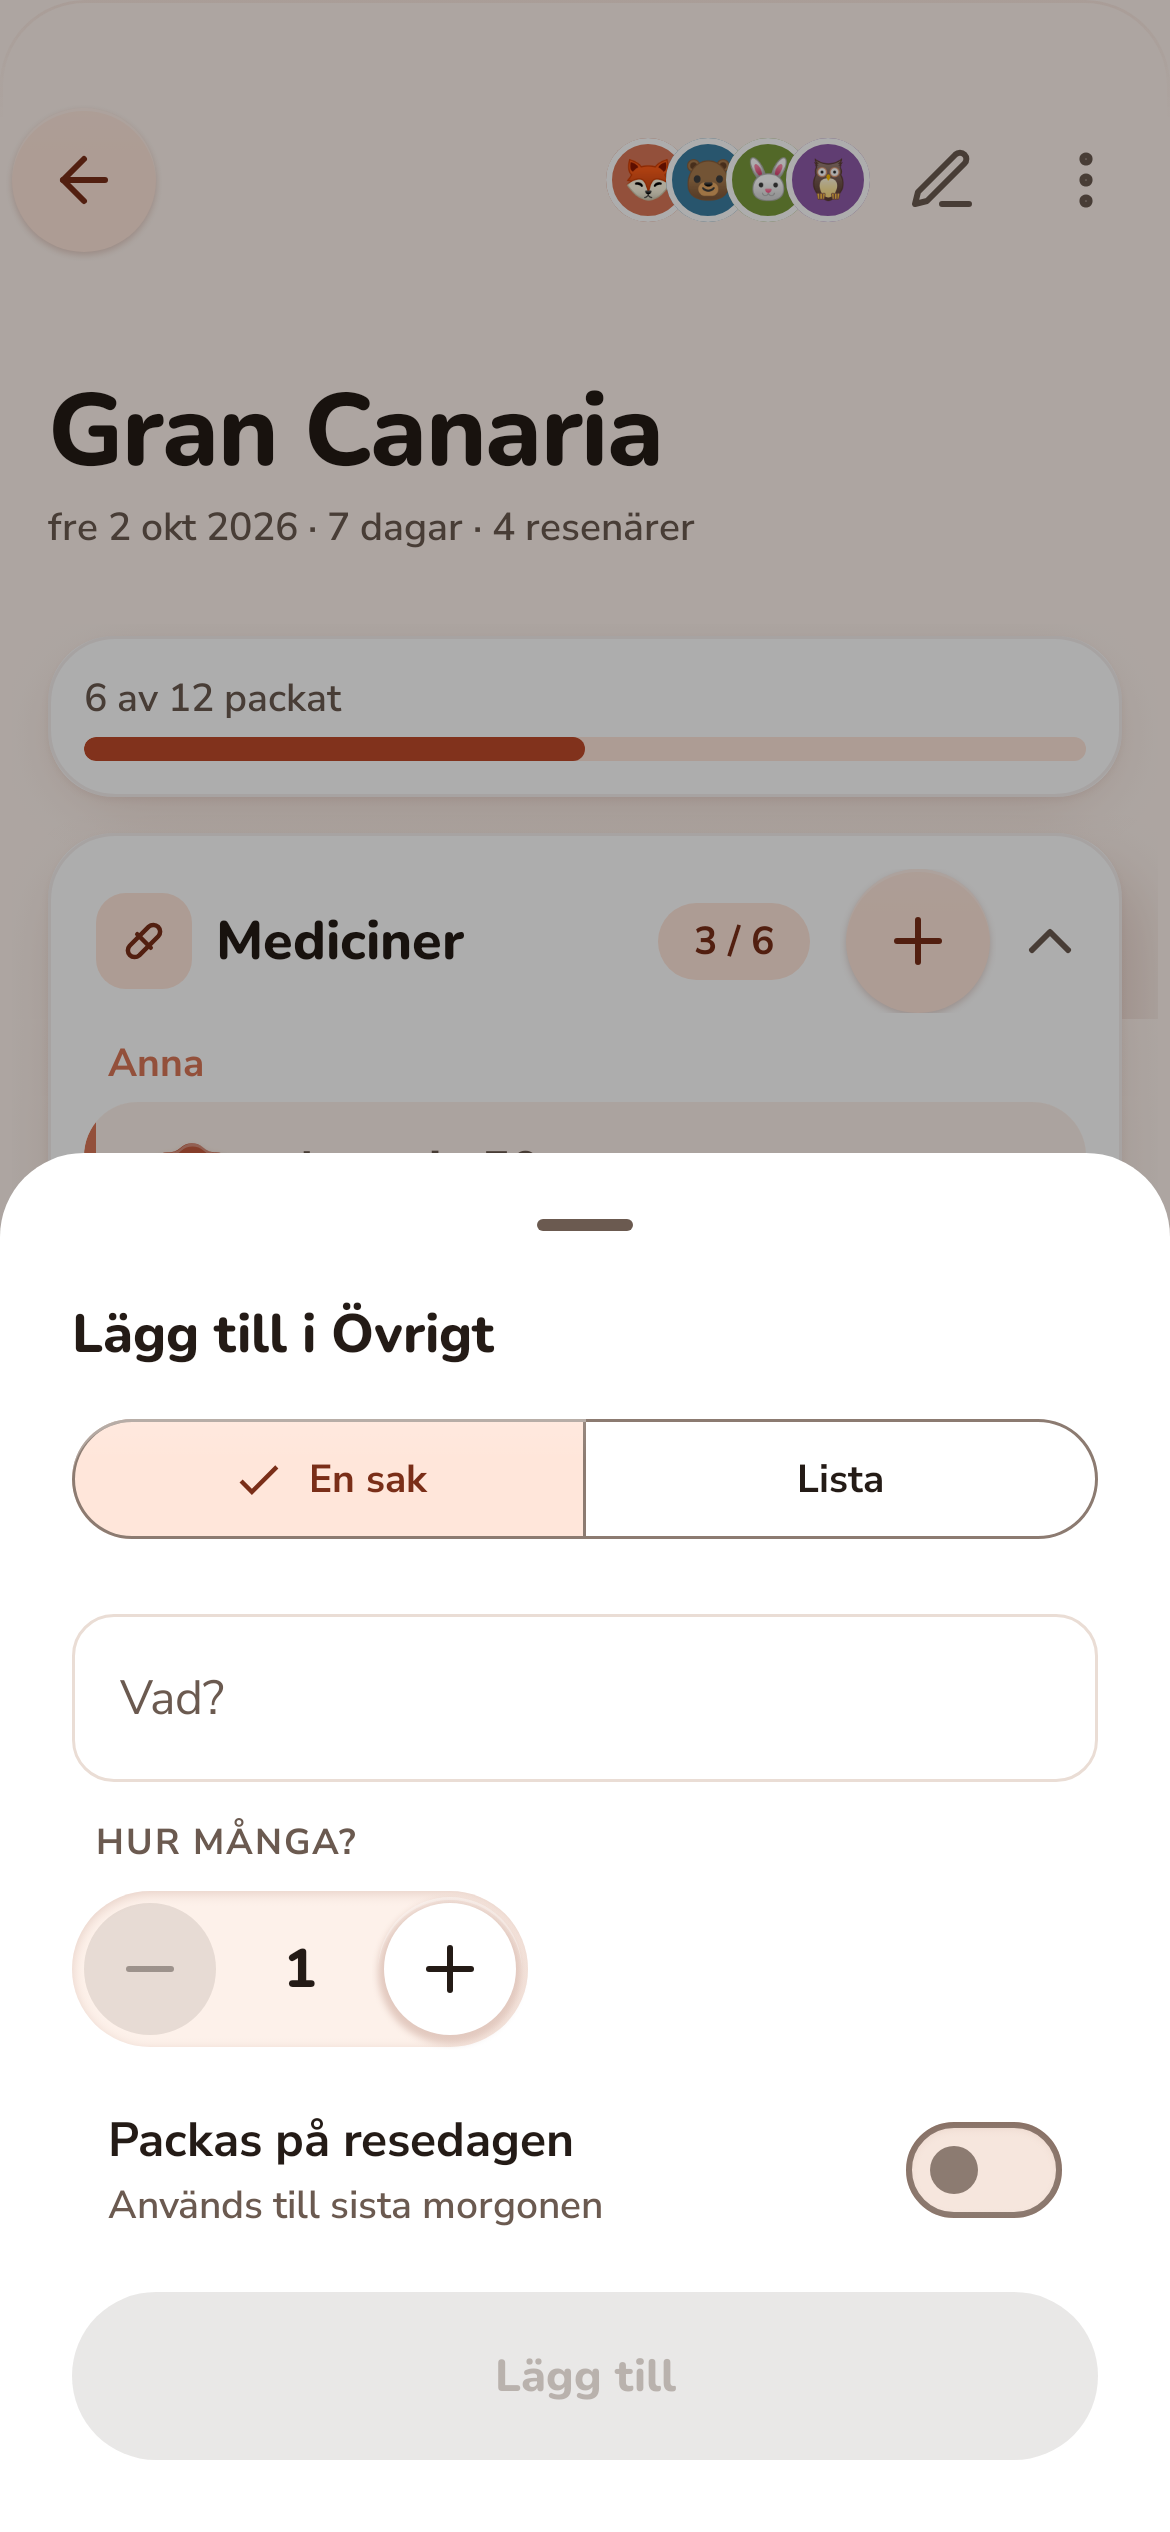 Gran Canaria
fre 2 okt 2026 · 7 dagar · 4 resenärer
6 av 12 packat
Mediciner
3 / 6
Anna
Lägg till i Övrigt
En sak
Lista
Vad?
HUR MÅNGA?
1
Packas på resedagen
Används till sista morgonen
Lägg till